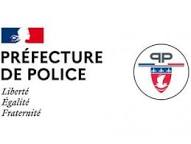 PRÉFECTURE
DE POLICE
Liberté
Égalité
Fraternité
PP